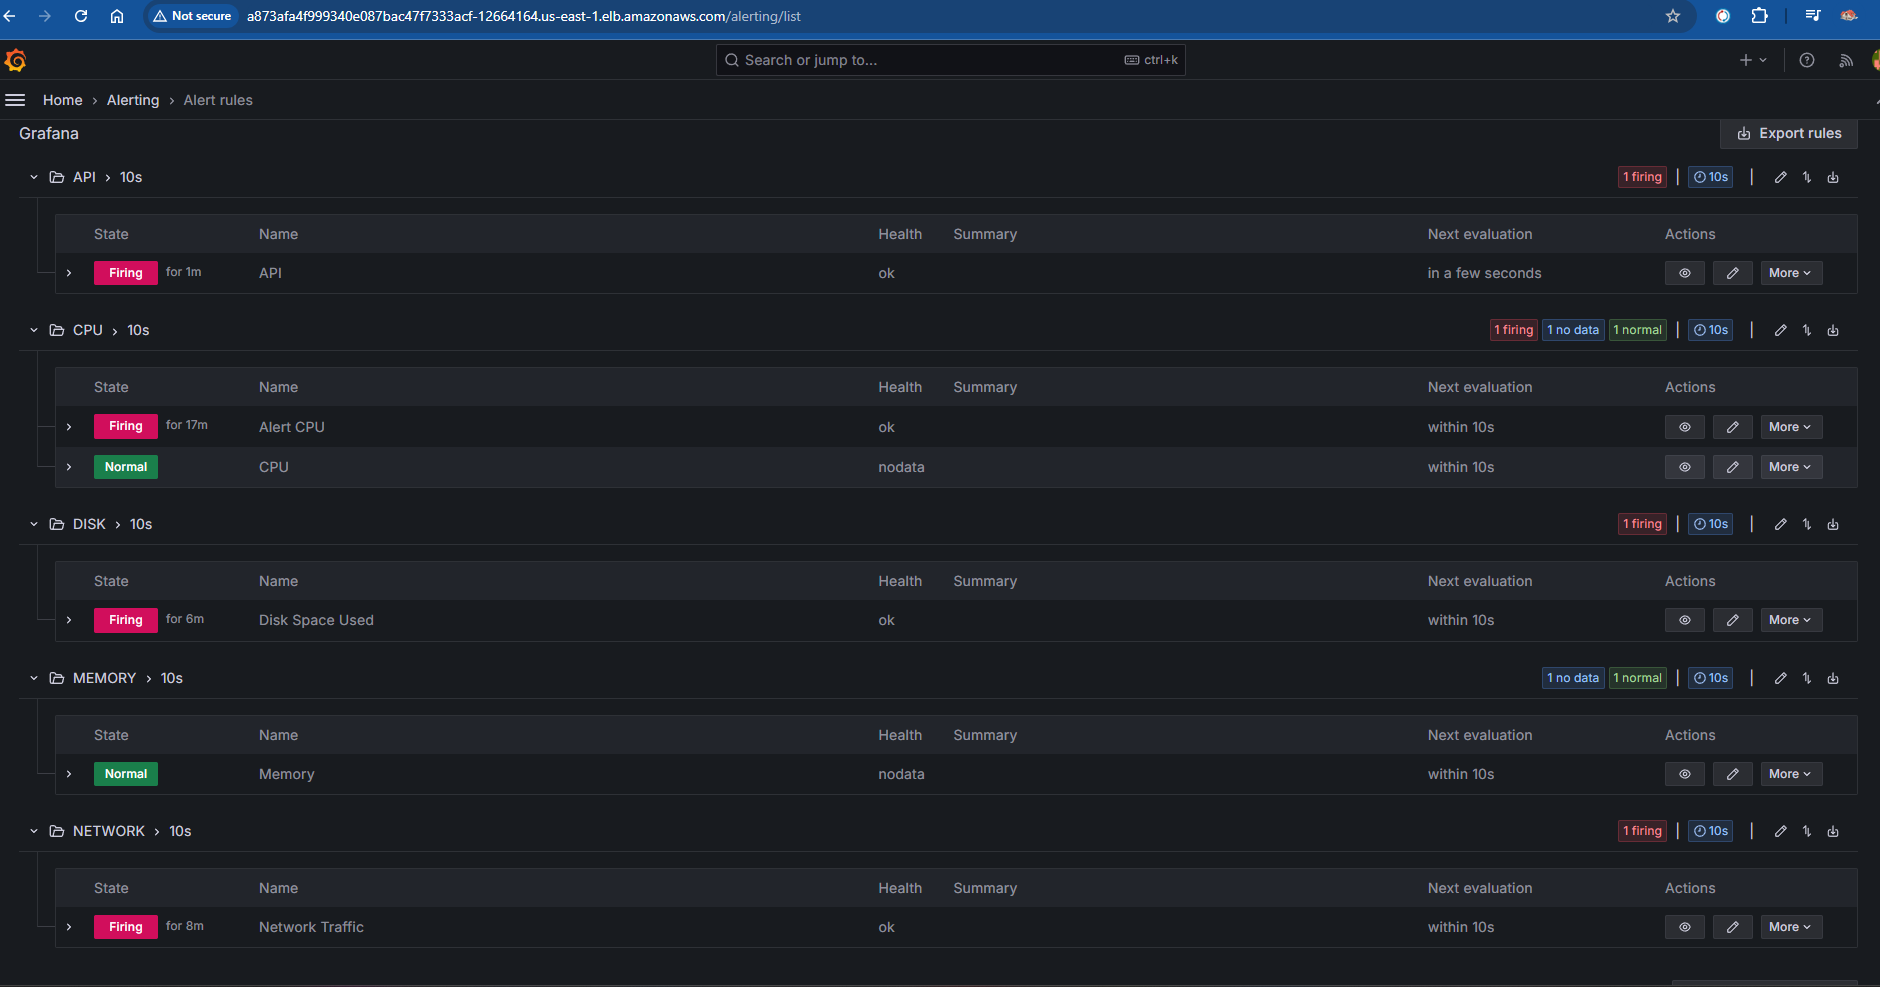 Not secure a873afa4f999340e087bac47f7333acf-12664164.us-east-1.elb.amazonaws.com/alerting/list
Search or jump to... ctrl+k
Home › Alerting › Alert rules
Grafana Export rules
API › 10s 1 firing 10s
State Name Health Summary Next evaluation Actions
Firing for 1m API ok in a few seconds More
CPU › 10s 1 firing 1 no data 1 normal 10s
State Name Health Summary Next evaluation Actions
Firing for 17m Alert CPU ok within 10s More
Normal CPU nodata within 10s More
DISK › 10s 1 firing 10s
State Name Health Summary Next evaluation Actions
Firing for 6m Disk Space Used ok within 10s More
MEMORY › 10s 1 no data 1 normal 10s
State Name Health Summary Next evaluation Actions
Normal Memory nodata within 10s More
NETWORK › 10s 1 firing 10s
State Name Health Summary Next evaluation Actions
Firing for 8m Network Traffic ok within 10s More